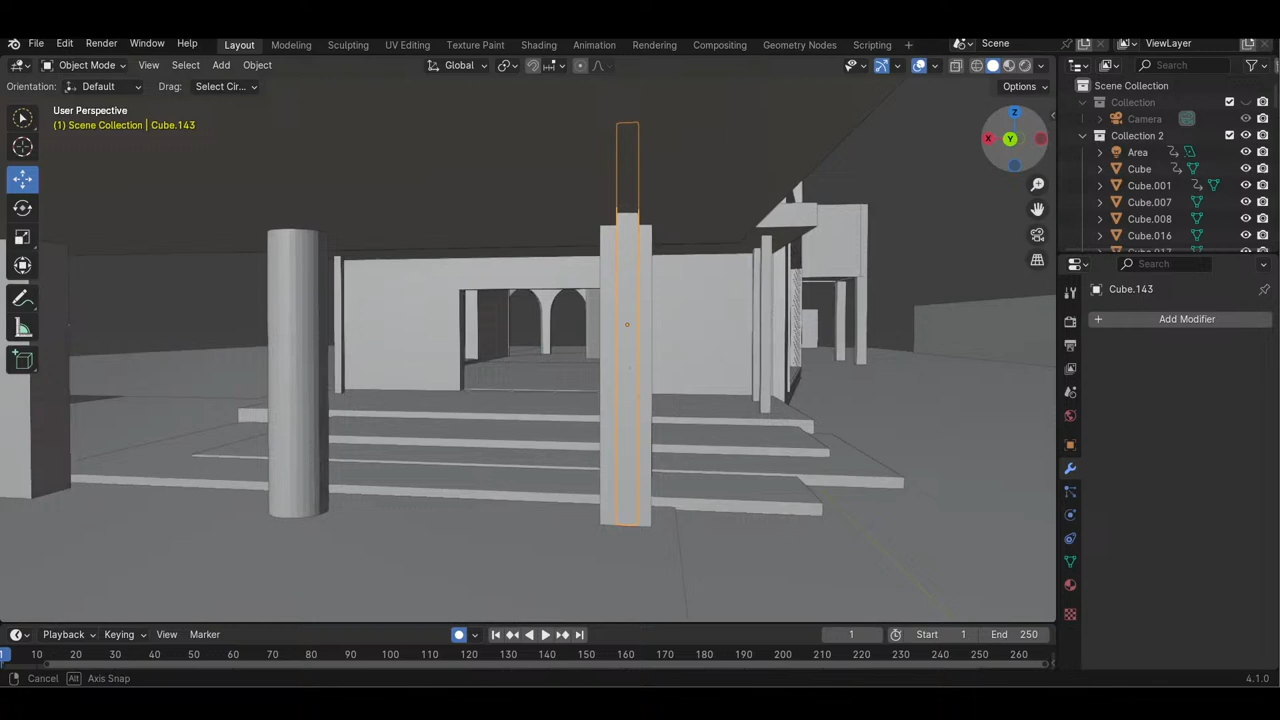 File Edit Render Window Help Layout Modeling Sculpting UV Editing Texture Paint Shading Animation Rendering Compositing Geometry Nodes Scripting + Scene ViewLayer
Object Mode View Select Add Object Global Search
Orientation: Default Drag: Select Cir... Options
User Perspective
(1) Scene Collection | Cube.143
X Y Z
Scene Collection
Collection
Camera
Collection 2
Area
Cube
Cube.001
Cube.007
Cube.008
Cube.016
Search
Cube.143
+ Add Modifier
Playback Keying View Marker 1 Start 1 End 250
1 10 20 30 40 50 60 70 80 90 100 110 120 130 140 150 160 170 180 190 200 210 220 230 240 250 260
Cancel Alt Axis Snap 4.1.0